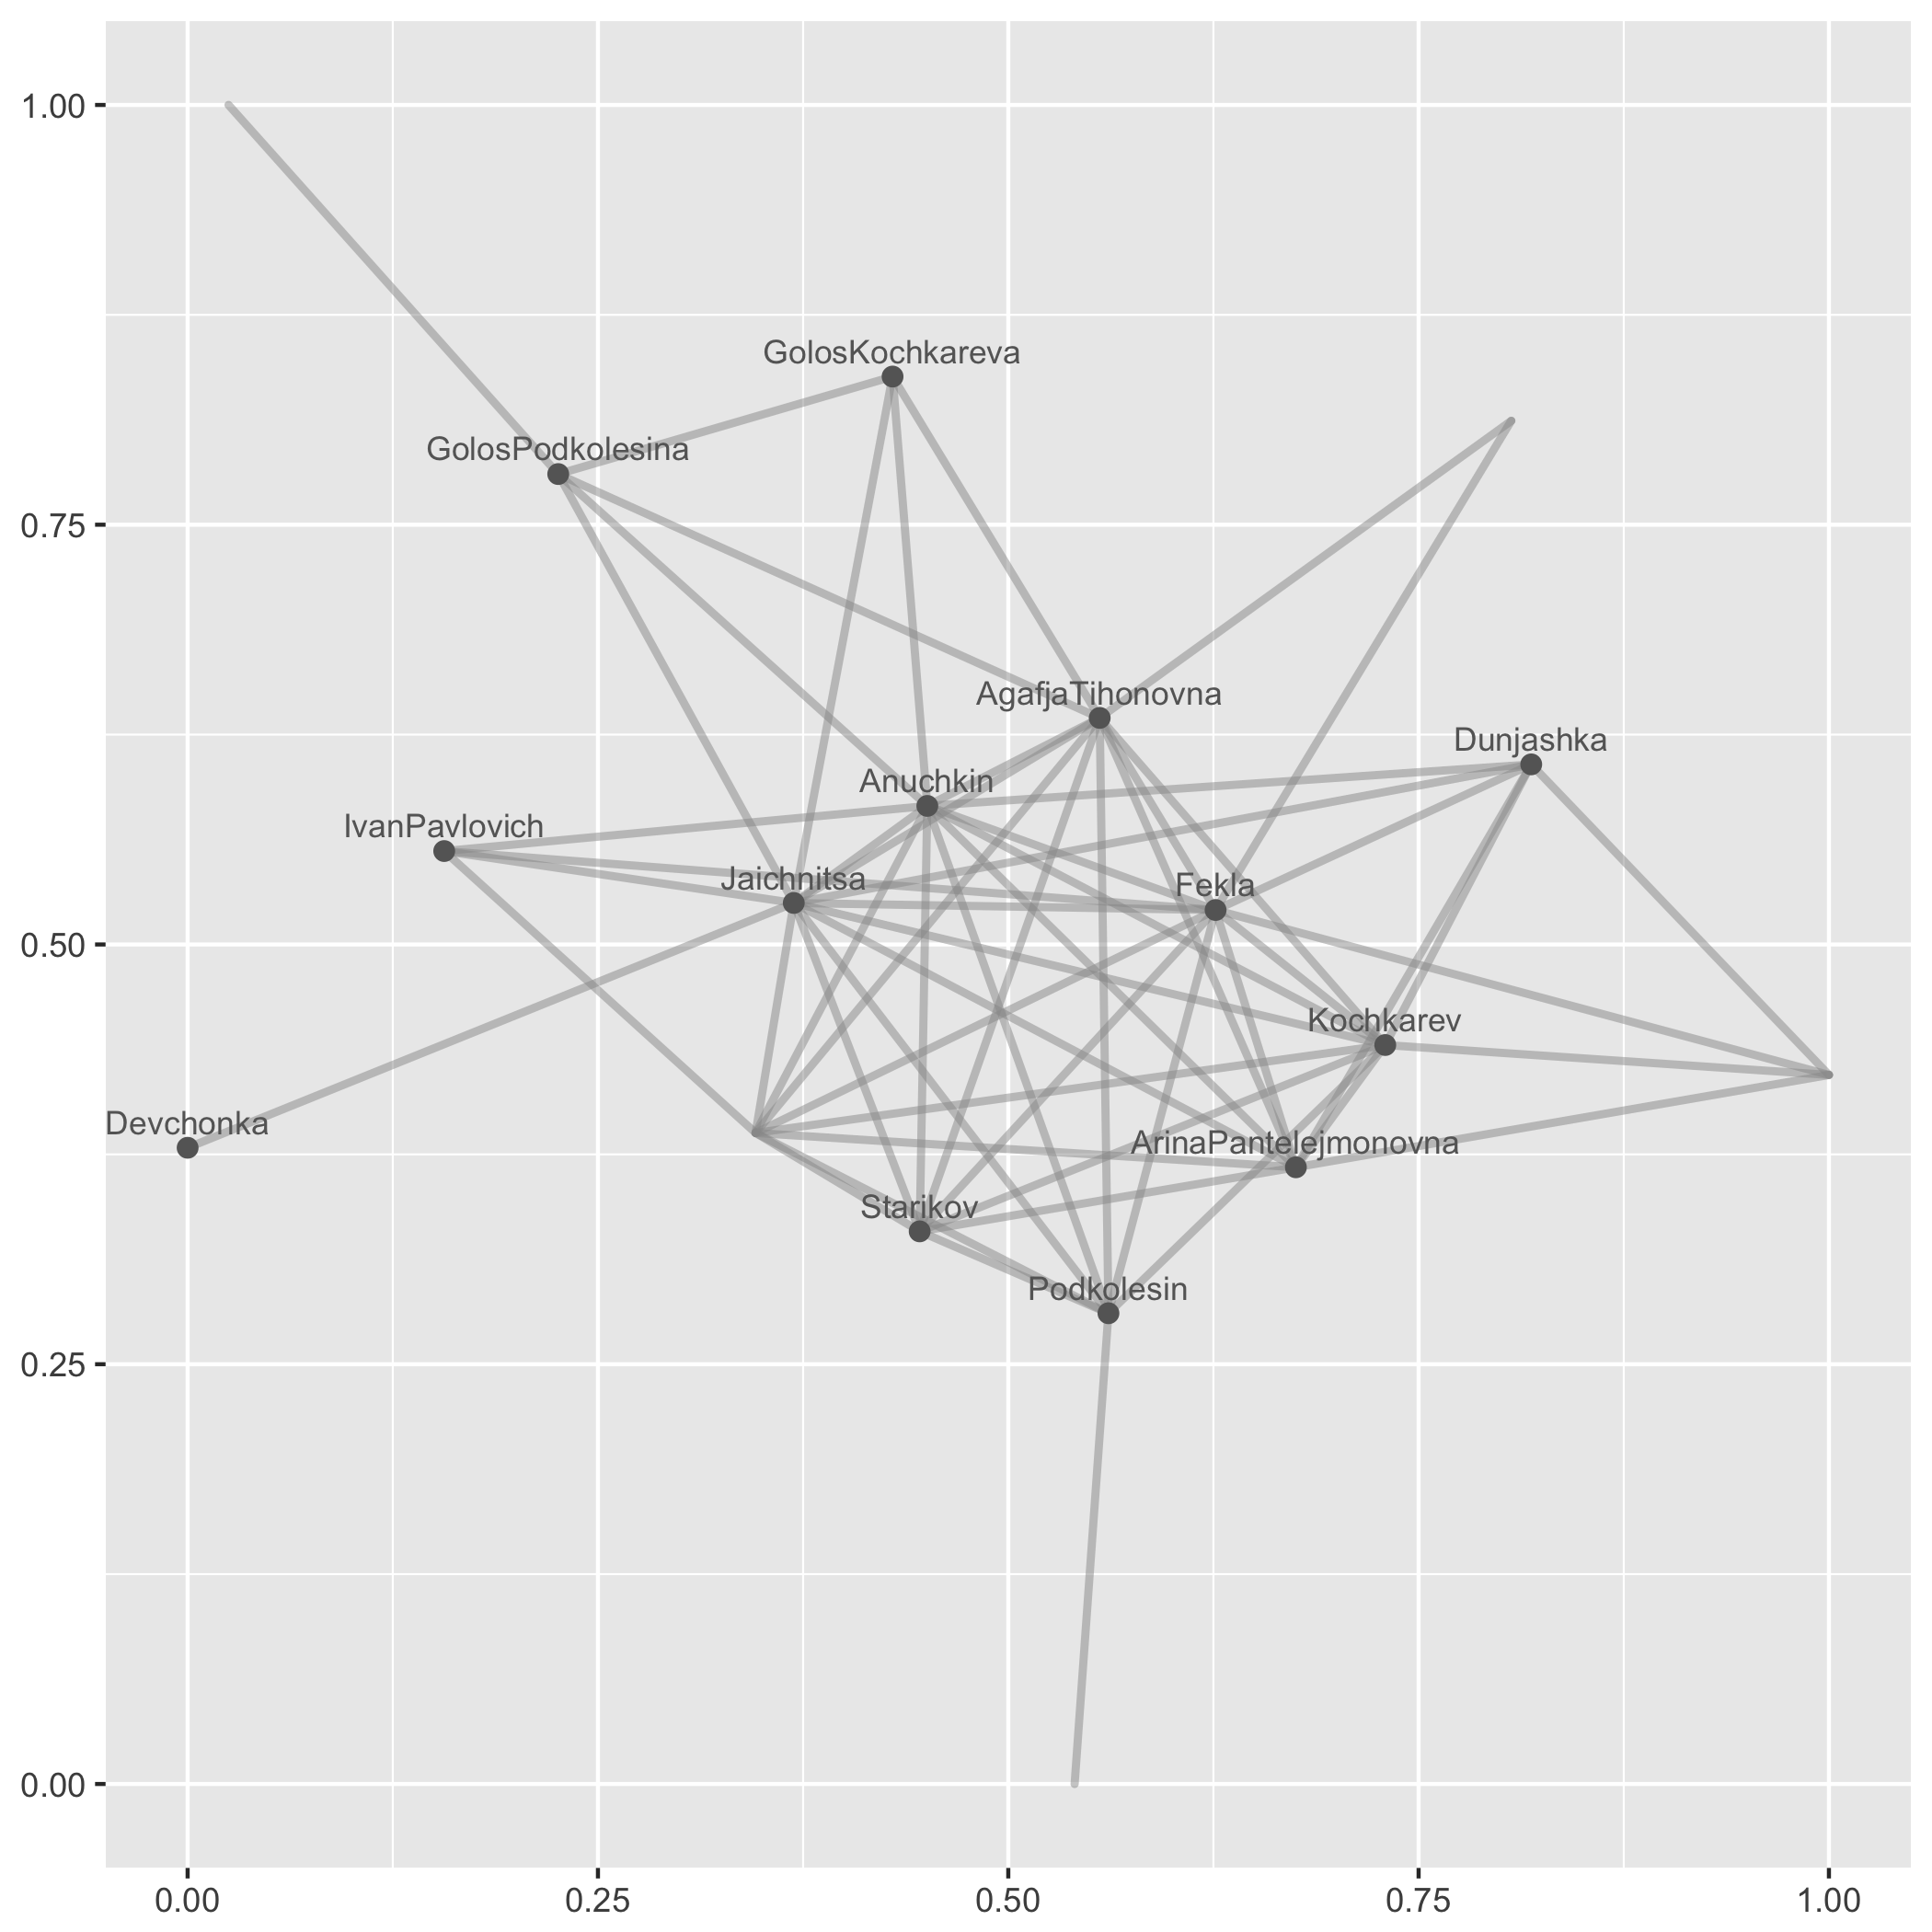 1.00
GolosKochkareva
GolosPodkolesina
0.75
AgafjaTihonovna
Dunjashka
Anuchkin
IvanPavlovich
Jaichnitsa
Fekla
0.50
Kochkarev
Devchonka
ArinaPantelejmonovna
Starikov
Podkolesin
0.25
0.00
0.00 0.25 0.50 0.75 1.00